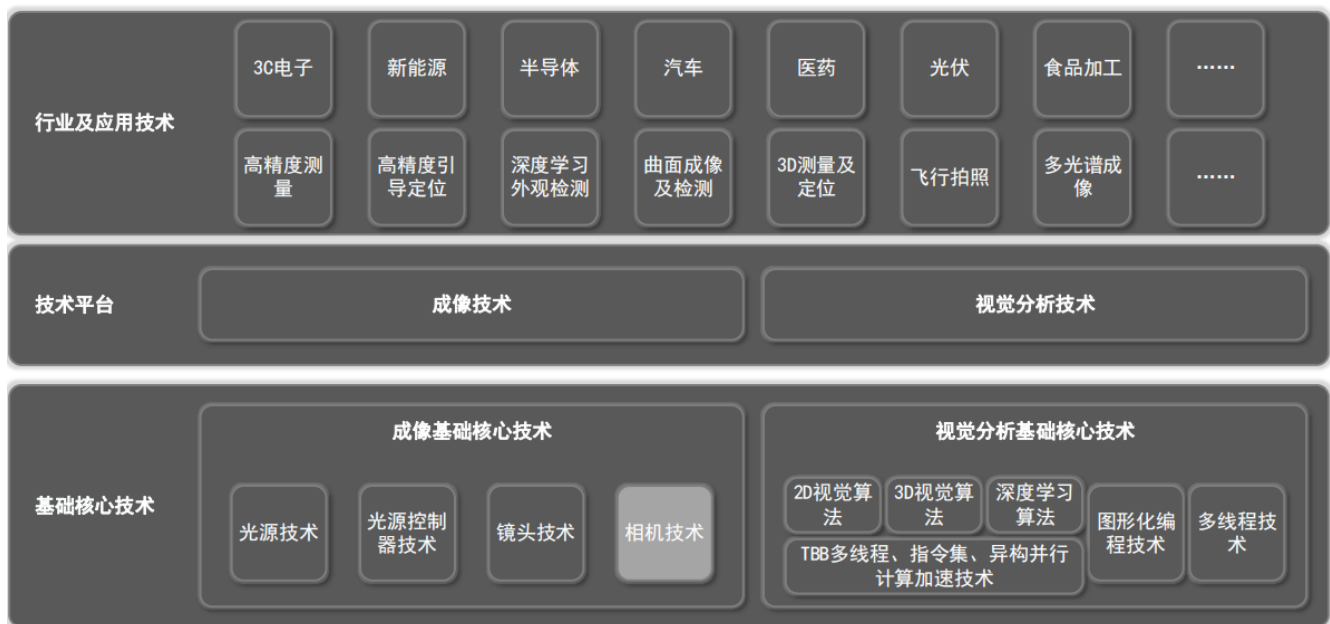 行业及应用技术
3C电子
新能源
半导体
汽车
医药
光伏
食品加工
……
高精度测
量
高精度引
导定位
深度学习
外观检测
曲面成像
及检测
3D测量及
定位
飞行拍照
多光谱成
像
……
技术平台
成像技术
视觉分析技术
基础核心技术
成像基础核心技术
光源技术
光源控制
器技术
镜头技术
相机技术
视觉分析基础核心技术
2D视觉算
法
3D视觉算
法
深度学习
算法
TBB多线程、指令集、异构并行
计算加速技术
图形化编
程技术
多线程技
术